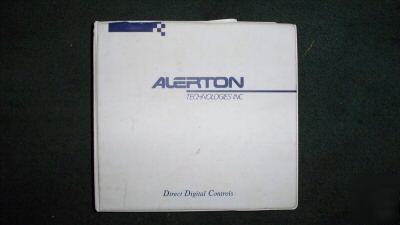 ALERTON
TECHNOLOGIES INC
Direct Digital Controls